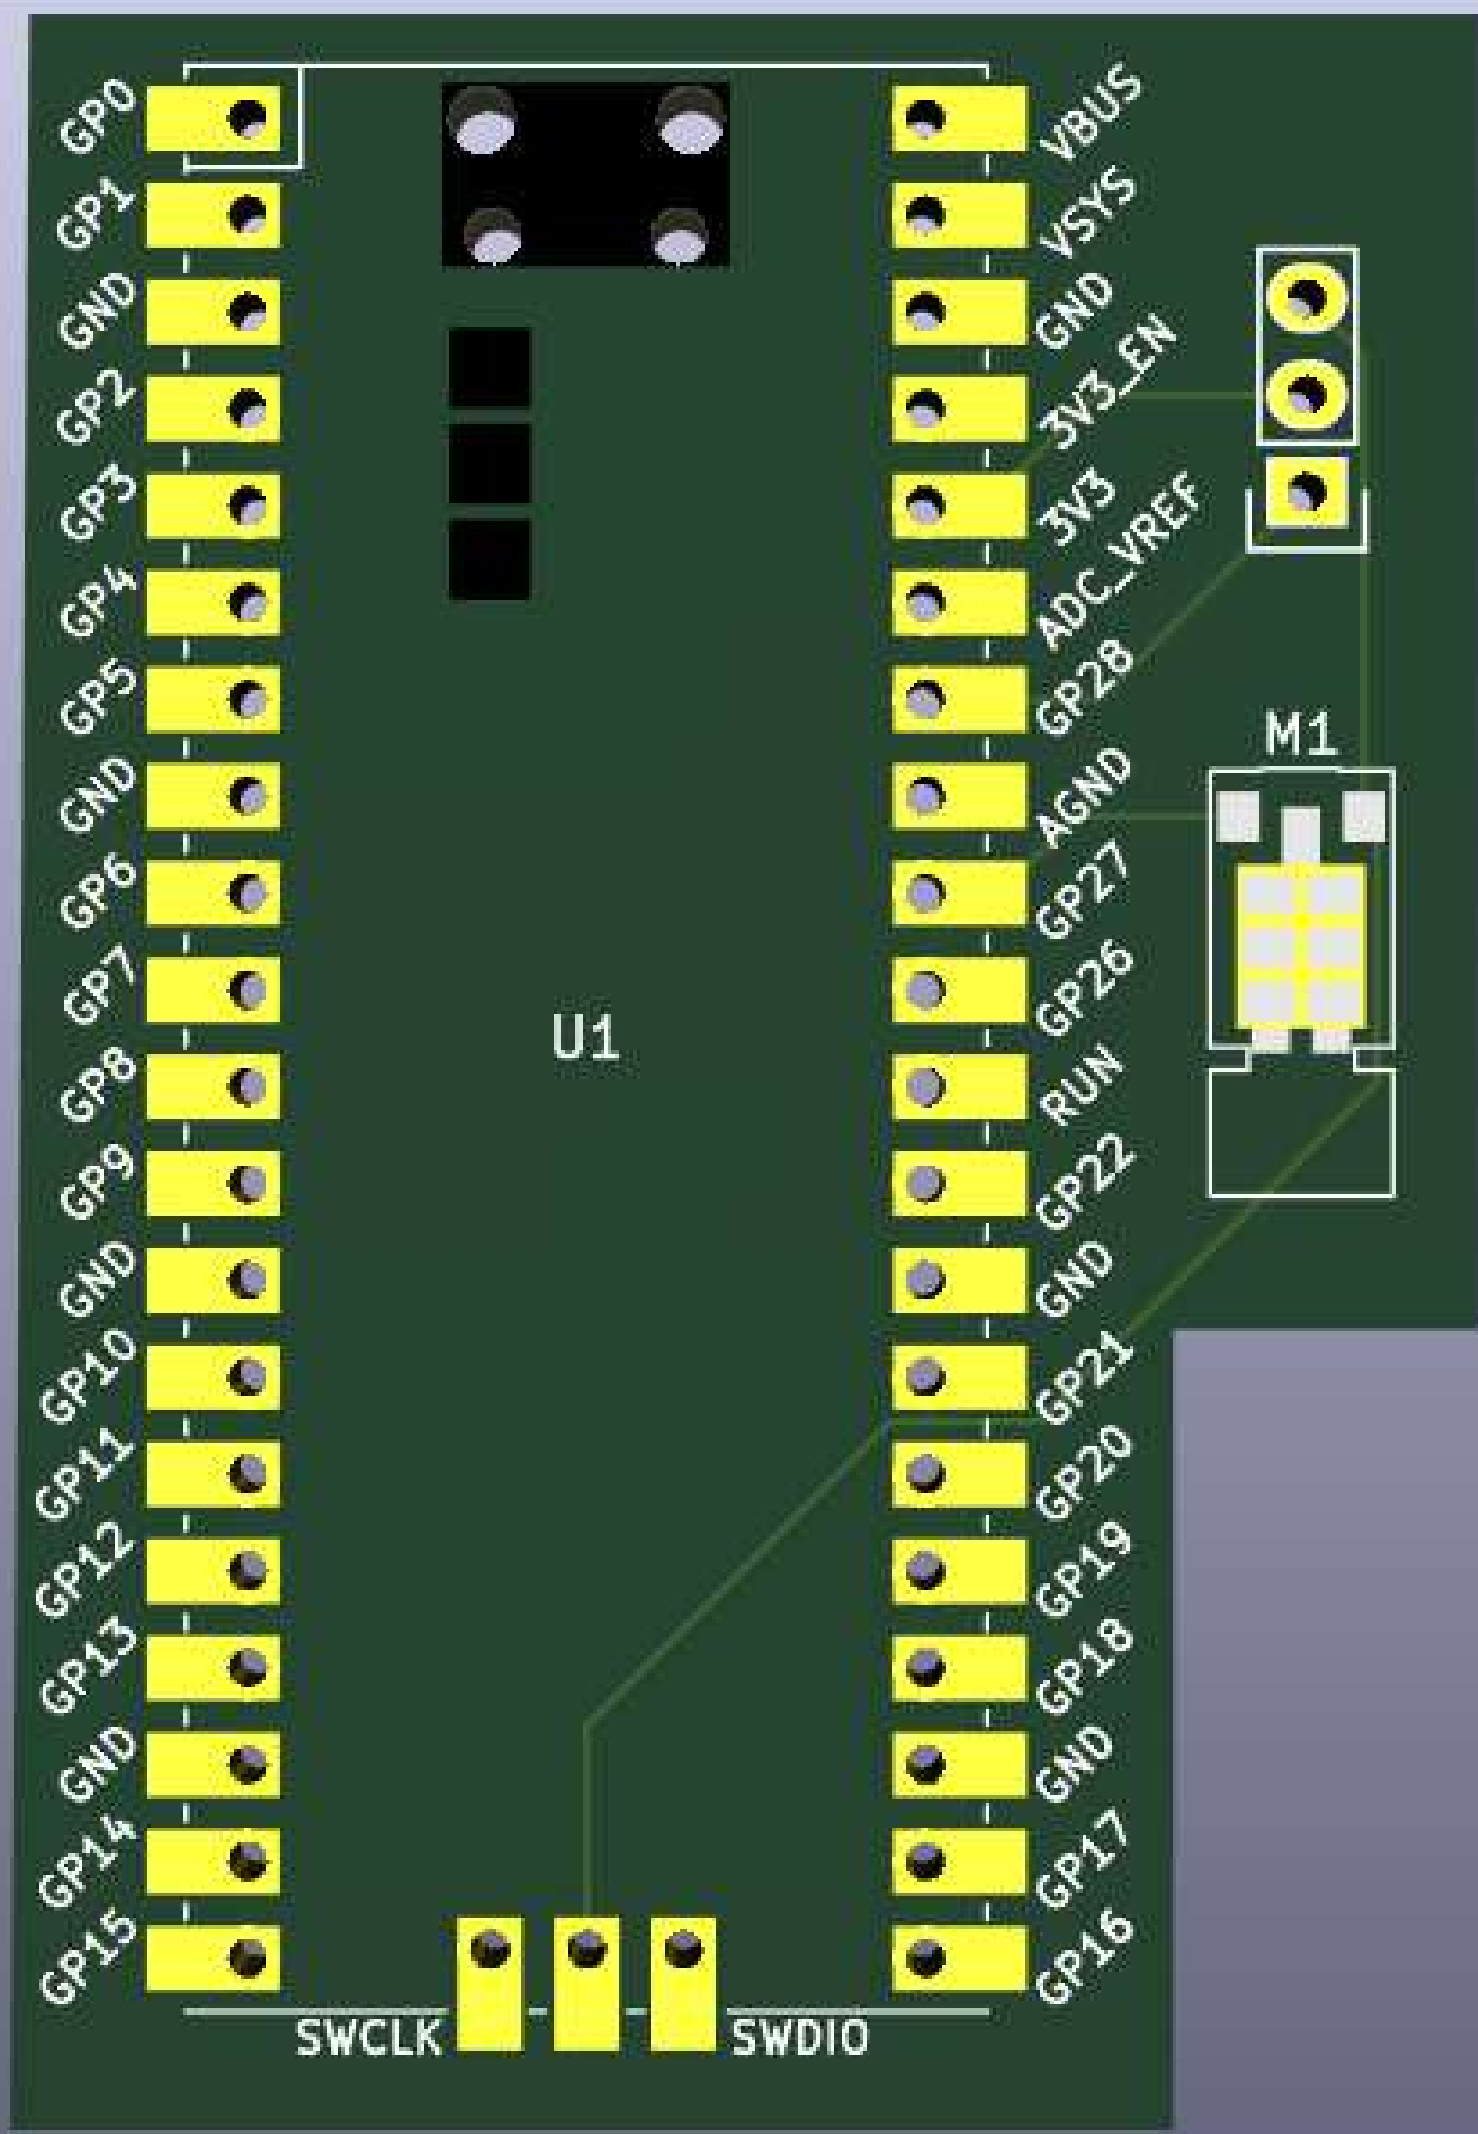 GP0
VBUS
GP1
VSYS
GND
GND
GP2
3V3_EN
GP3
3V3
GP4
ADC_VREF
GP5
GP28
GND
AGND
M1
GP6
GP27
GP7
GP26
U1
GP8
RUN
GP9
GP22
GND
GND
GP10
GP21
GP11
GP20
GP12
GP19
GP13
GP18
GND
GND
GP14
GP17
GP15
GP16
SWCLK
SWDIO